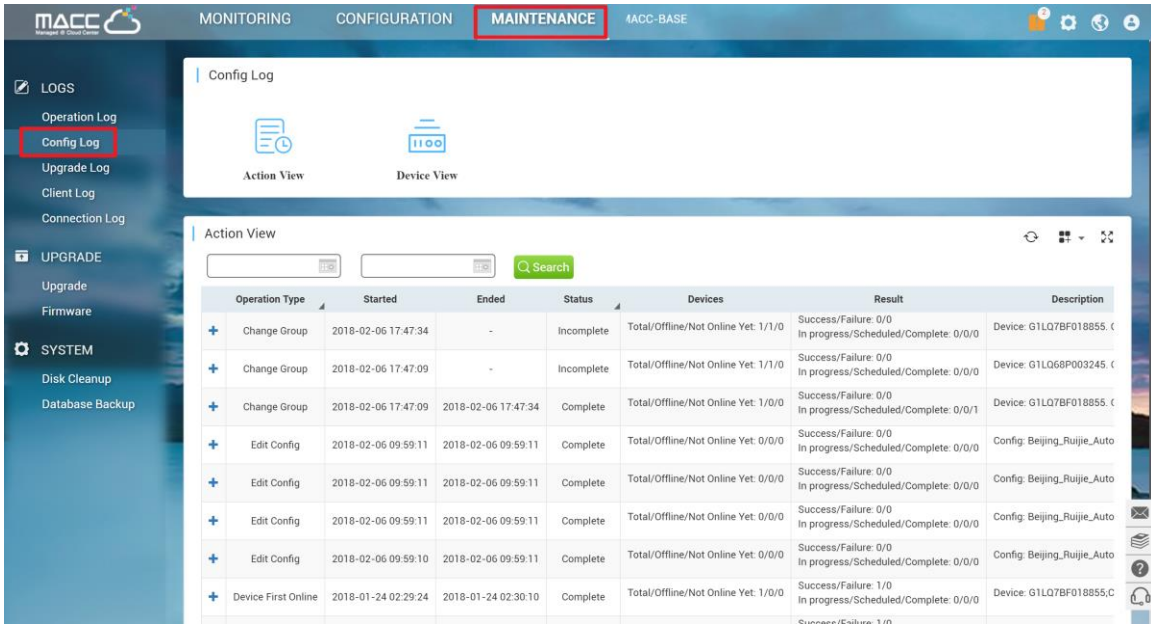 MACC
Managed @ Cloud Center
MONITORING CONFIGURATION MAINTENANCE MACC-BASE
2
LOGS
Operation Log
Config Log
Upgrade Log
Client Log
Connection Log
UPGRADE
Upgrade
Firmware
SYSTEM
Disk Cleanup
Database Backup
Config Log
Action View Device View
Action View
Search
Operation Type Started Ended Status Devices Result Description
Change Group 2018-02-06 17:47:34 - Incomplete Total/Offline/Not Online Yet: 1/1/0 Success/Failure: 0/0 Device: G1LQ7BF018855. (
In progress/Scheduled/Complete: 0/0/0
Change Group 2018-02-06 17:47:09 - Incomplete Total/Offline/Not Online Yet: 1/1/0 Success/Failure: 0/0 Device: G1LQ68P003245. (
In progress/Scheduled/Complete: 0/0/0
Change Group 2018-02-06 17:47:09 2018-02-06 17:47:34 Complete Total/Offline/Not Online Yet: 1/0/0 Success/Failure: 0/0 Device: G1LQ7BF018855. (
In progress/Scheduled/Complete: 0/0/1
Edit Config 2018-02-06 09:59:11 2018-02-06 09:59:11 Complete Total/Offline/Not Online Yet: 0/0/0 Success/Failure: 0/0 Config: Beijing_Ruijie_Auto
In progress/Scheduled/Complete: 0/0/0
Edit Config 2018-02-06 09:59:11 2018-02-06 09:59:11 Complete Total/Offline/Not Online Yet: 0/0/0 Success/Failure: 0/0 Config: Beijing_Ruijie_Auto
In progress/Scheduled/Complete: 0/0/0
Edit Config 2018-02-06 09:59:11 2018-02-06 09:59:11 Complete Total/Offline/Not Online Yet: 0/0/0 Success/Failure: 0/0 Config: Beijing_Ruijie_Auto
In progress/Scheduled/Complete: 0/0/0
Edit Config 2018-02-06 09:59:10 2018-02-06 09:59:11 Complete Total/Offline/Not Online Yet: 0/0/0 Success/Failure: 0/0 Config: Beijing_Ruijie_Auto
In progress/Scheduled/Complete: 0/0/0
Device First Online 2018-01-24 02:29:24 2018-01-24 02:30:10 Complete Total/Offline/Not Online Yet: 1/0/0 Success/Failure: 1/0 Device: G1LQ7BF018855;C
In progress/Scheduled/Complete: 0/0/0
Success/Failure: 1/0